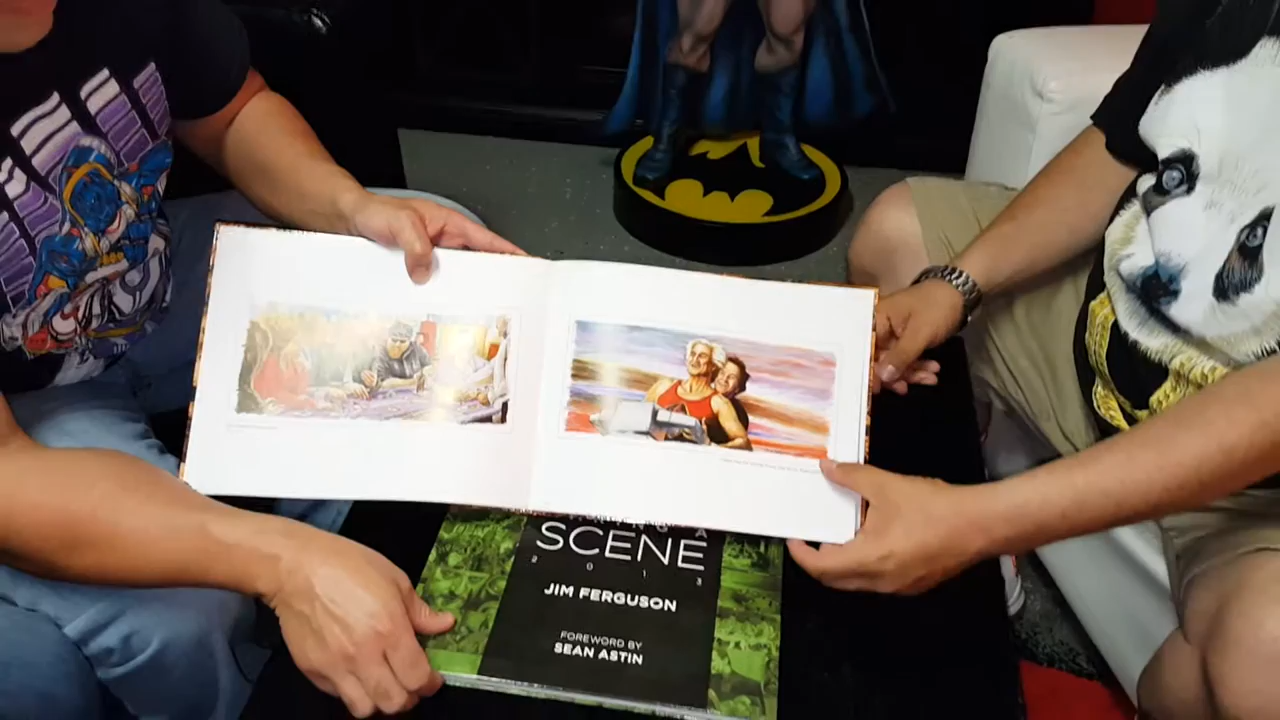 A
SCENE
2013
JIM FERGUSON
FOREWORD BY
SEAN ASTIN